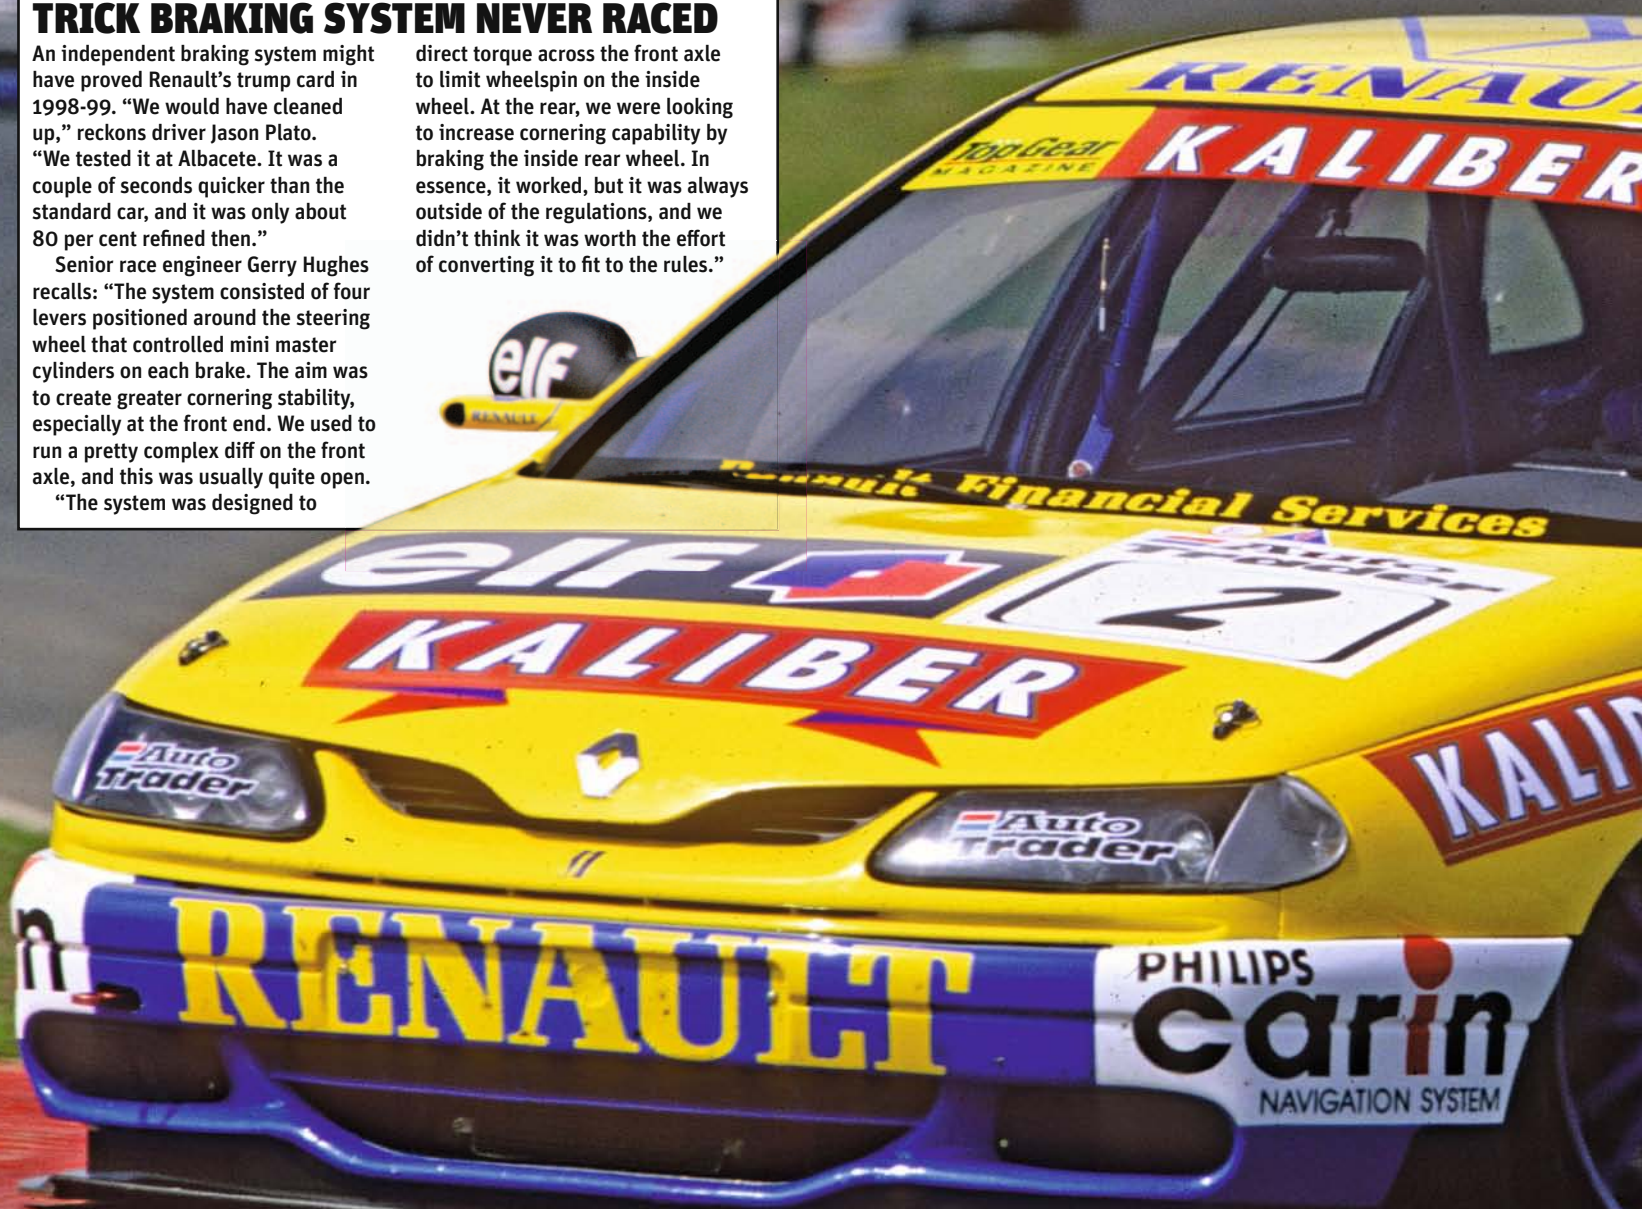 TRICK BRAKING SYSTEM NEVER RACED
An independent braking system might
have proved Renault’s trump card in
1998-99. “We would have cleaned
up,” reckons driver Jason Plato.
“We tested it at Albacete. It was a
couple of seconds quicker than the
standard car, and it was only about
80 per cent refined then.”
Senior race engineer Gerry Hughes
recalls: “The system consisted of four
levers positioned around the steering
wheel that controlled mini master
cylinders on each brake. The aim was
to create greater cornering stability,
especially at the front end. We used to
run a pretty complex diff on the front
axle, and this was usually quite open.
“The system was designed to
direct torque across the front axle
to limit wheelspin on the inside
wheel. At the rear, we were looking
to increase cornering capability by
braking the inside rear wheel. In
essence, it worked, but it was always
outside of the regulations, and we
didn’t think it was worth the effort
of converting it to fit to the rules.”
RENAU
Top Gear
MAGAZINE
KALIBER
elf
RENAULT
Renault Financial Services
elf
Auto
Trader
2
KALIBER
KALI
Auto
Trader
Auto
Trader
n
RENAULT
PHILIPS
carin
NAVIGATION SYSTEM